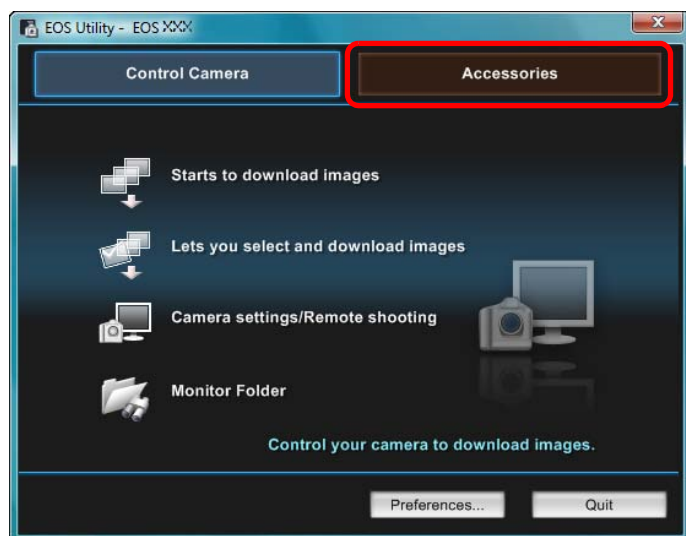 EOS Utility - EOS XXX
Control Camera
Accessories
Starts to download images
Lets you select and download images
Camera settings/Remote shooting
Monitor Folder
Control your camera to download images.
Preferences...
Quit